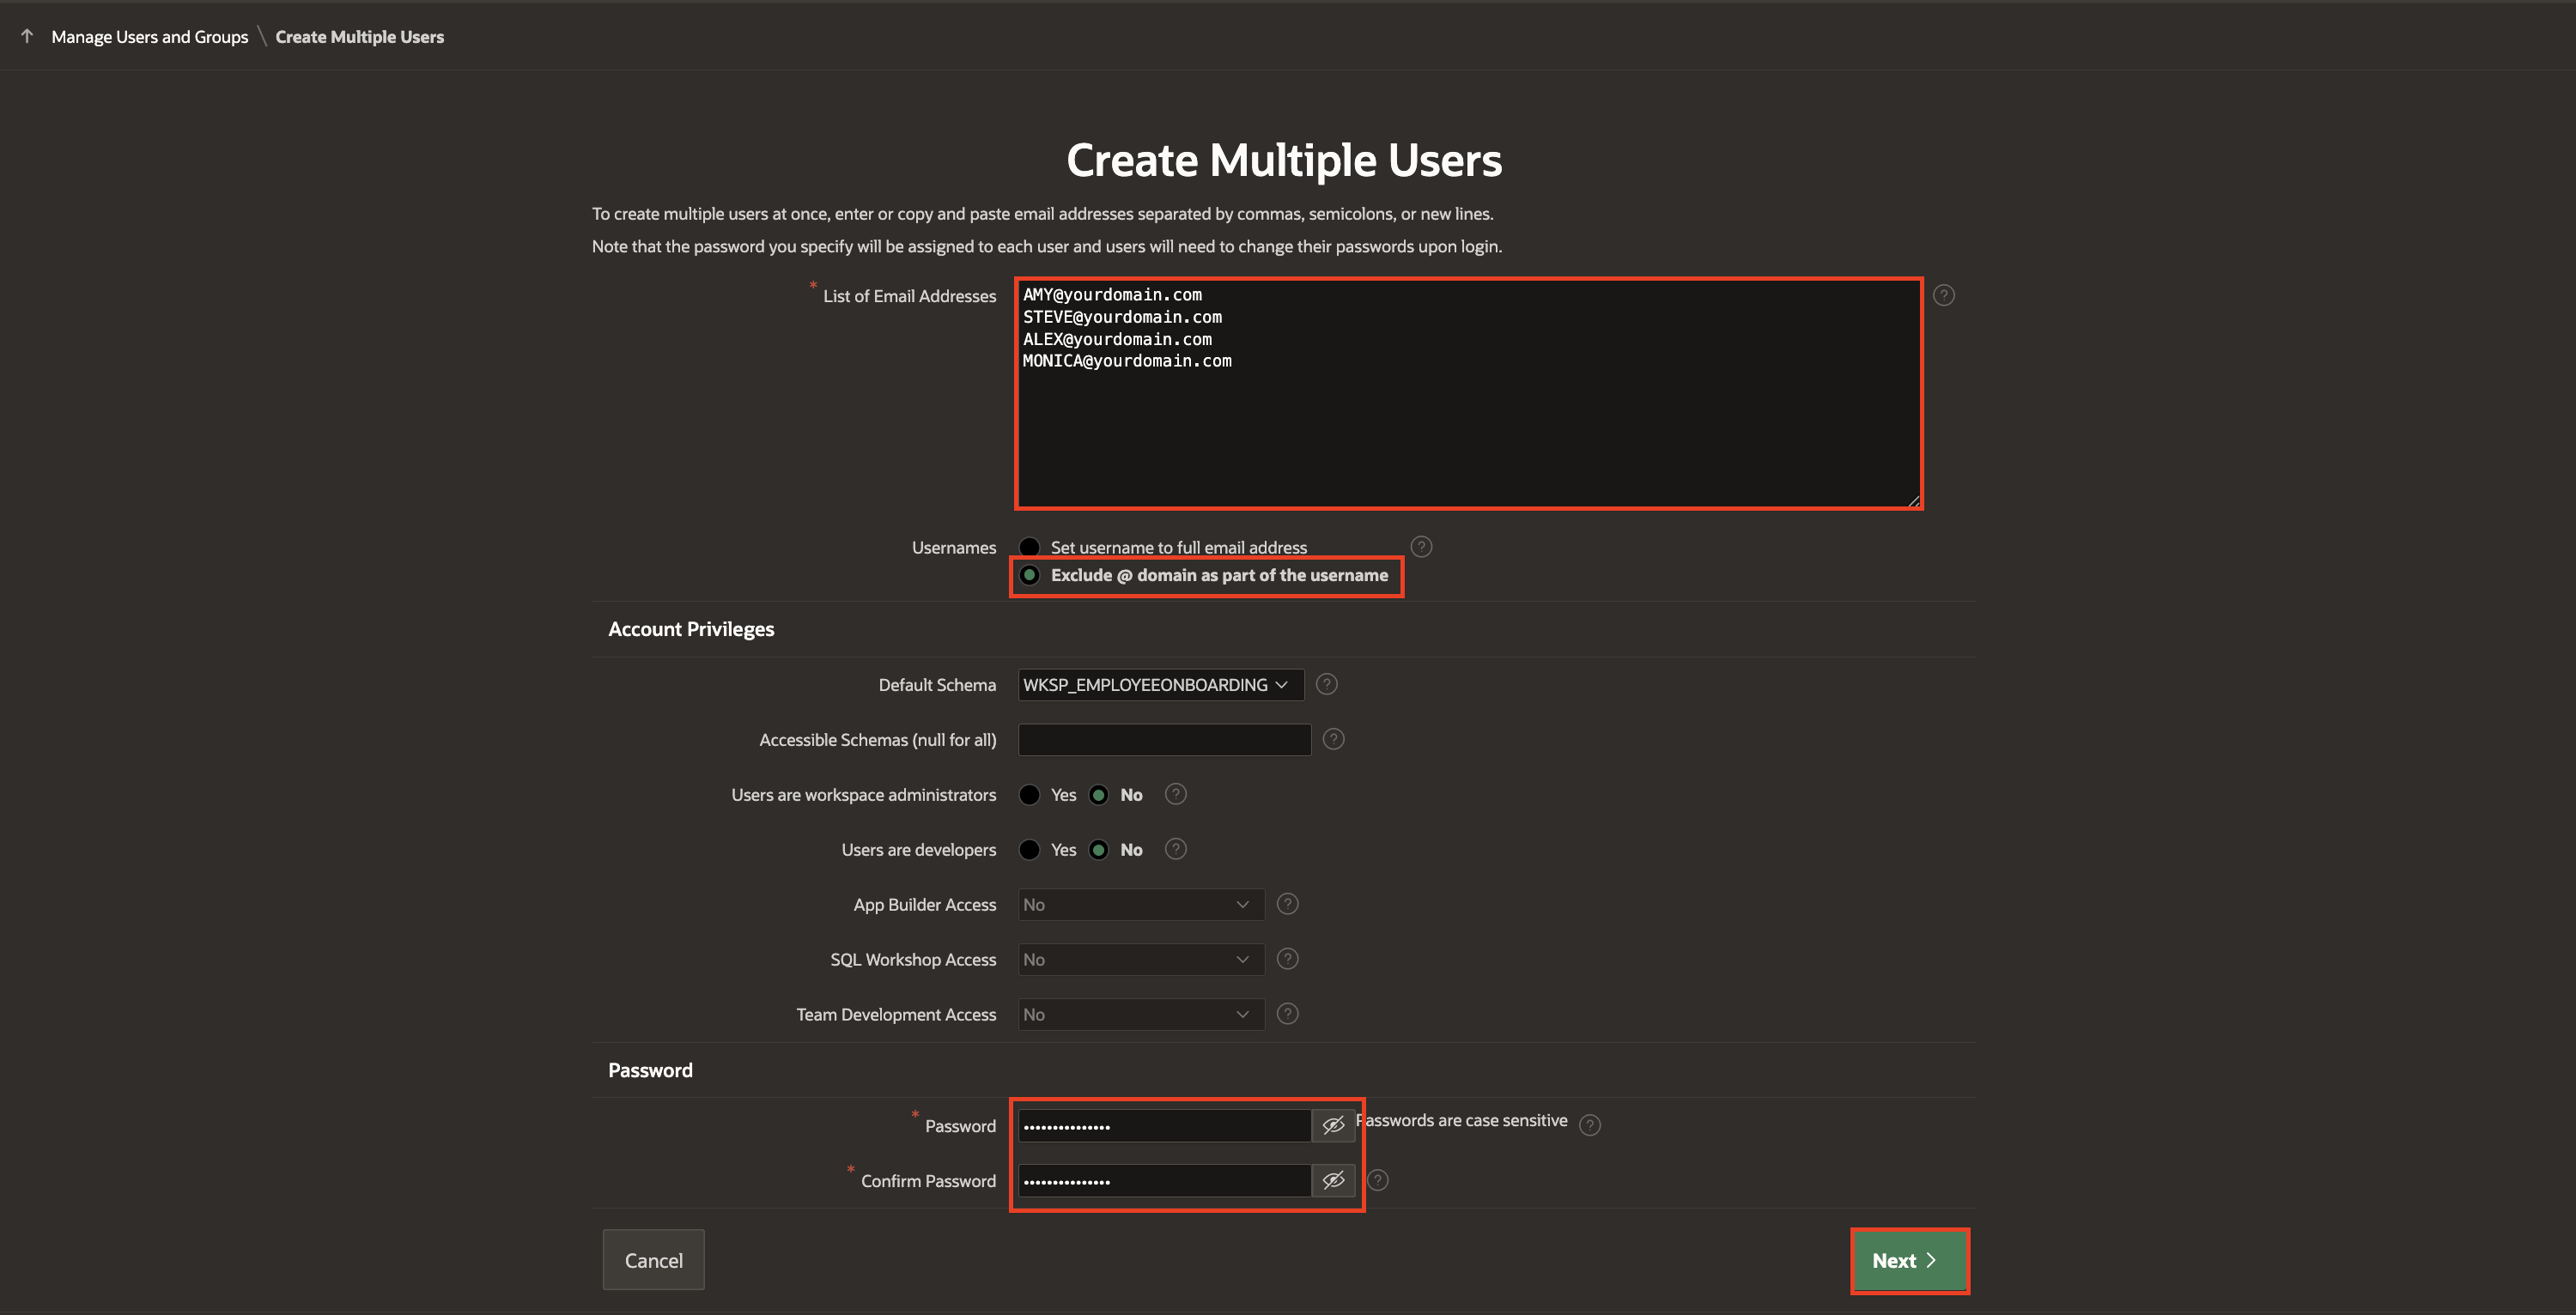 Manage Users and Groups \ Create Multiple Users
Create Multiple Users
To create multiple users at once, enter or copy and paste email addresses separated by commas, semicolons, or new lines.
Note that the password you specify will be assigned to each user and users will need to change their passwords upon login.
* List of Email Addresses
AMY@yourdomain.com
STEVE@yourdomain.com
ALEX@yourdomain.com
MONICA@yourdomain.com
Usernames Set username to full email address
Exclude @ domain as part of the username
Account Privileges
Default Schema WKSP_EMPLOYEEONBOARDING
Accessible Schemas (null for all)
Users are workspace administrators Yes No
Users are developers Yes No
App Builder Access No
SQL Workshop Access No
Team Development Access No
Password
* Password ••••••••••••••• Passwords are case sensitive
* Confirm Password •••••••••••••••
Cancel Next